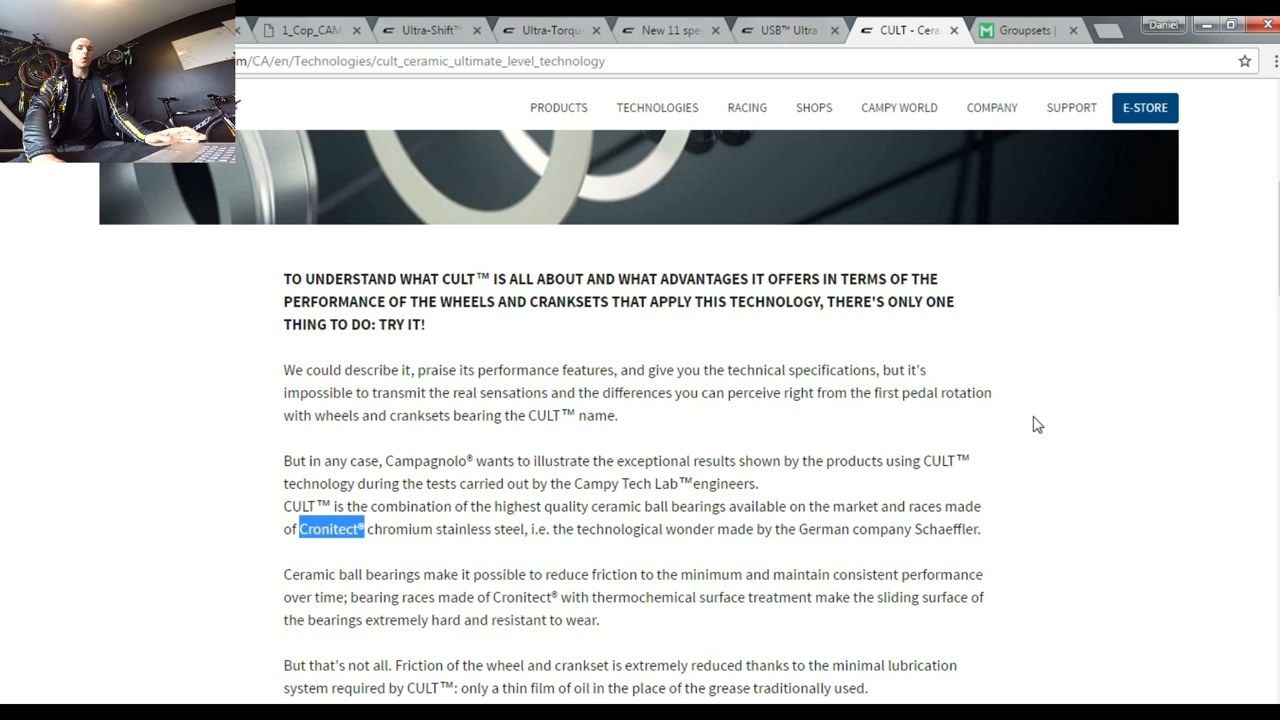 1_Cop_CAM
Ultra-Shift™
Ultra-Torqu
New 11 spe
USB™ Ultra
CULT - Cera
Groupsets |
Daniel
m/CA/en/Technologies/cult_ceramic_ultimate_level_technology
PRODUCTS TECHNOLOGIES RACING SHOPS CAMPY WORLD COMPANY SUPPORT E-STORE
TO UNDERSTAND WHAT CULT™ IS ALL ABOUT AND WHAT ADVANTAGES IT OFFERS IN TERMS OF THE
PERFORMANCE OF THE WHEELS AND CRANKSETS THAT APPLY THIS TECHNOLOGY, THERE'S ONLY ONE
THING TO DO: TRY IT!
We could describe it, praise its performance features, and give you the technical specifications, but it's
impossible to transmit the real sensations and the differences you can perceive right from the first pedal rotation
with wheels and cranksets bearing the CULT™ name.
But in any case, Campagnolo® wants to illustrate the exceptional results shown by the products using CULT™
technology during the tests carried out by the Campy Tech Lab™engineers.
CULT™ is the combination of the highest quality ceramic ball bearings available on the market and races made
of Cronitect® chromium stainless steel, i.e. the technological wonder made by the German company Schaeffler.
Ceramic ball bearings make it possible to reduce friction to the minimum and maintain consistent performance
over time; bearing races made of Cronitect® with thermochemical surface treatment make the sliding surface of
the bearings extremely hard and resistant to wear.
But that's not all. Friction of the wheel and crankset is extremely reduced thanks to the minimal lubrication
system required by CULT™: only a thin film of oil in the place of the grease traditionally used.